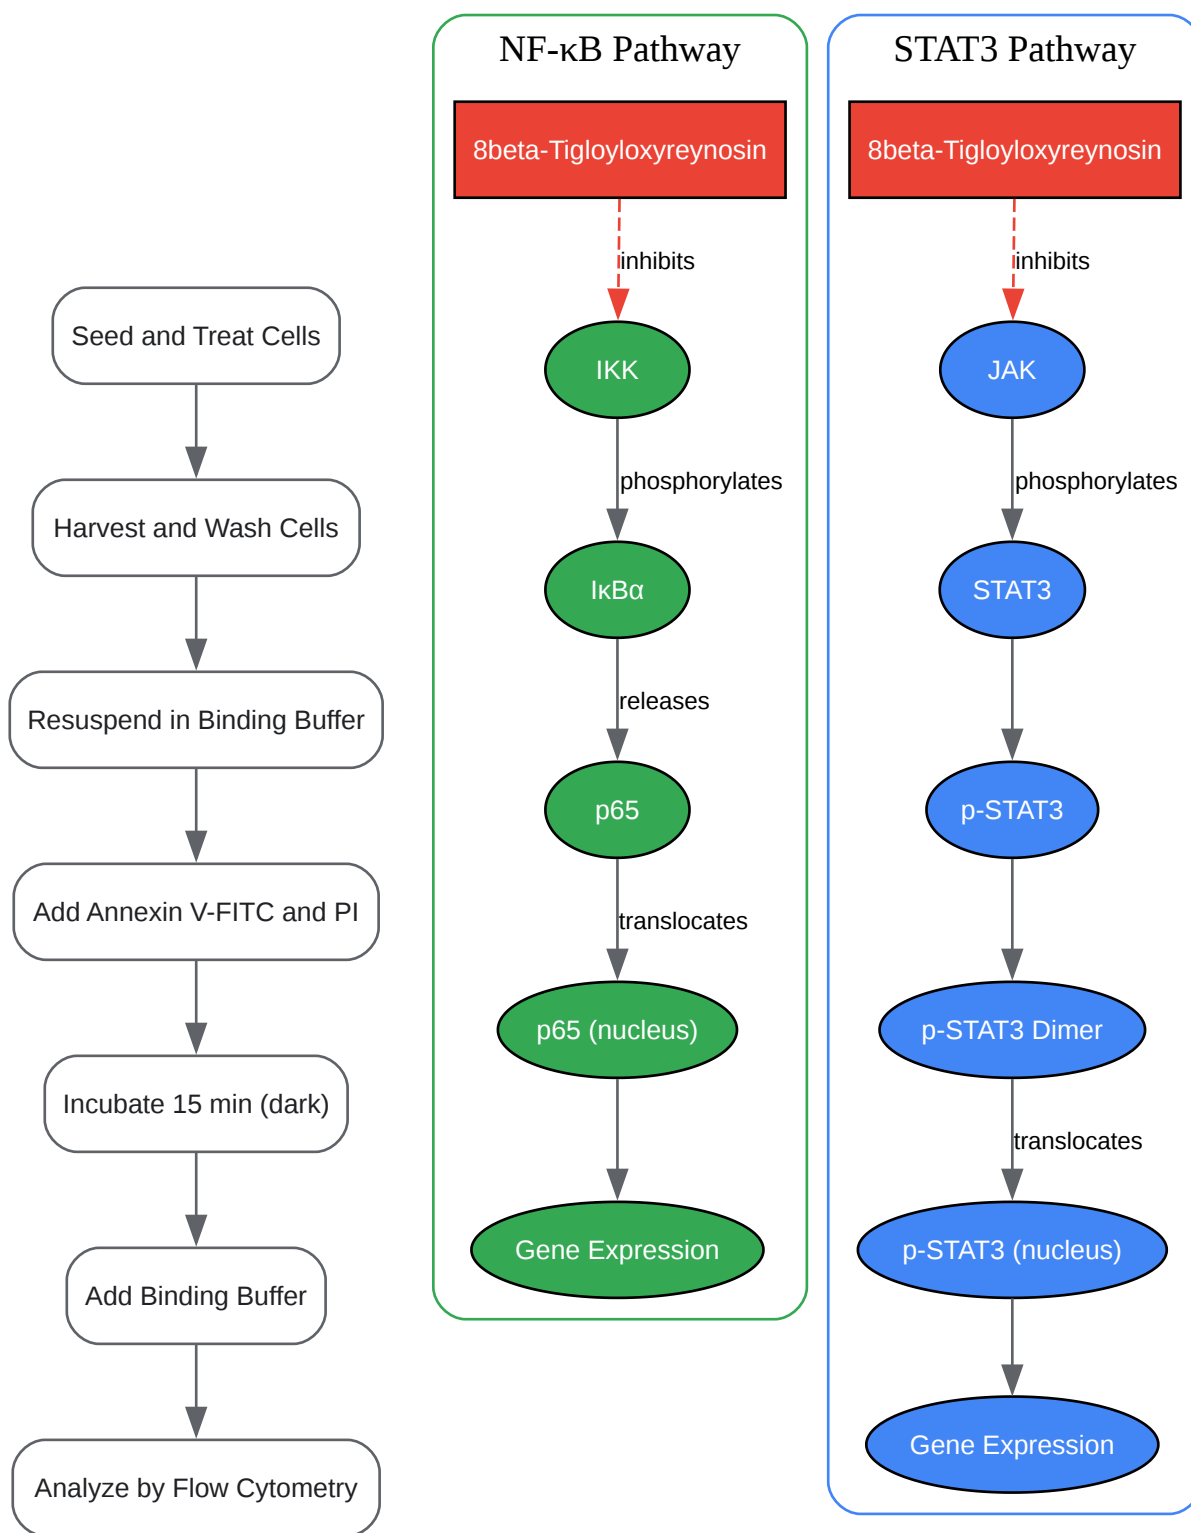 Seed and Treat Cells
Harvest and Wash Cells
Resuspend in Binding Buffer
Add Annexin V-FITC and PI
Incubate 15 min (dark)
Add Binding Buffer
Analyze by Flow Cytometry
NF-κB Pathway
8beta-Tigloyloxyreynosin
inhibits
IKK
phosphorylates
IκBα
releases
p65
translocates
p65 (nucleus)
Gene Expression
STAT3 Pathway
8beta-Tigloyloxyreynosin
inhibits
JAK
phosphorylates
STAT3
p-STAT3
p-STAT3 Dimer
translocates
p-STAT3 (nucleus)
Gene Expression